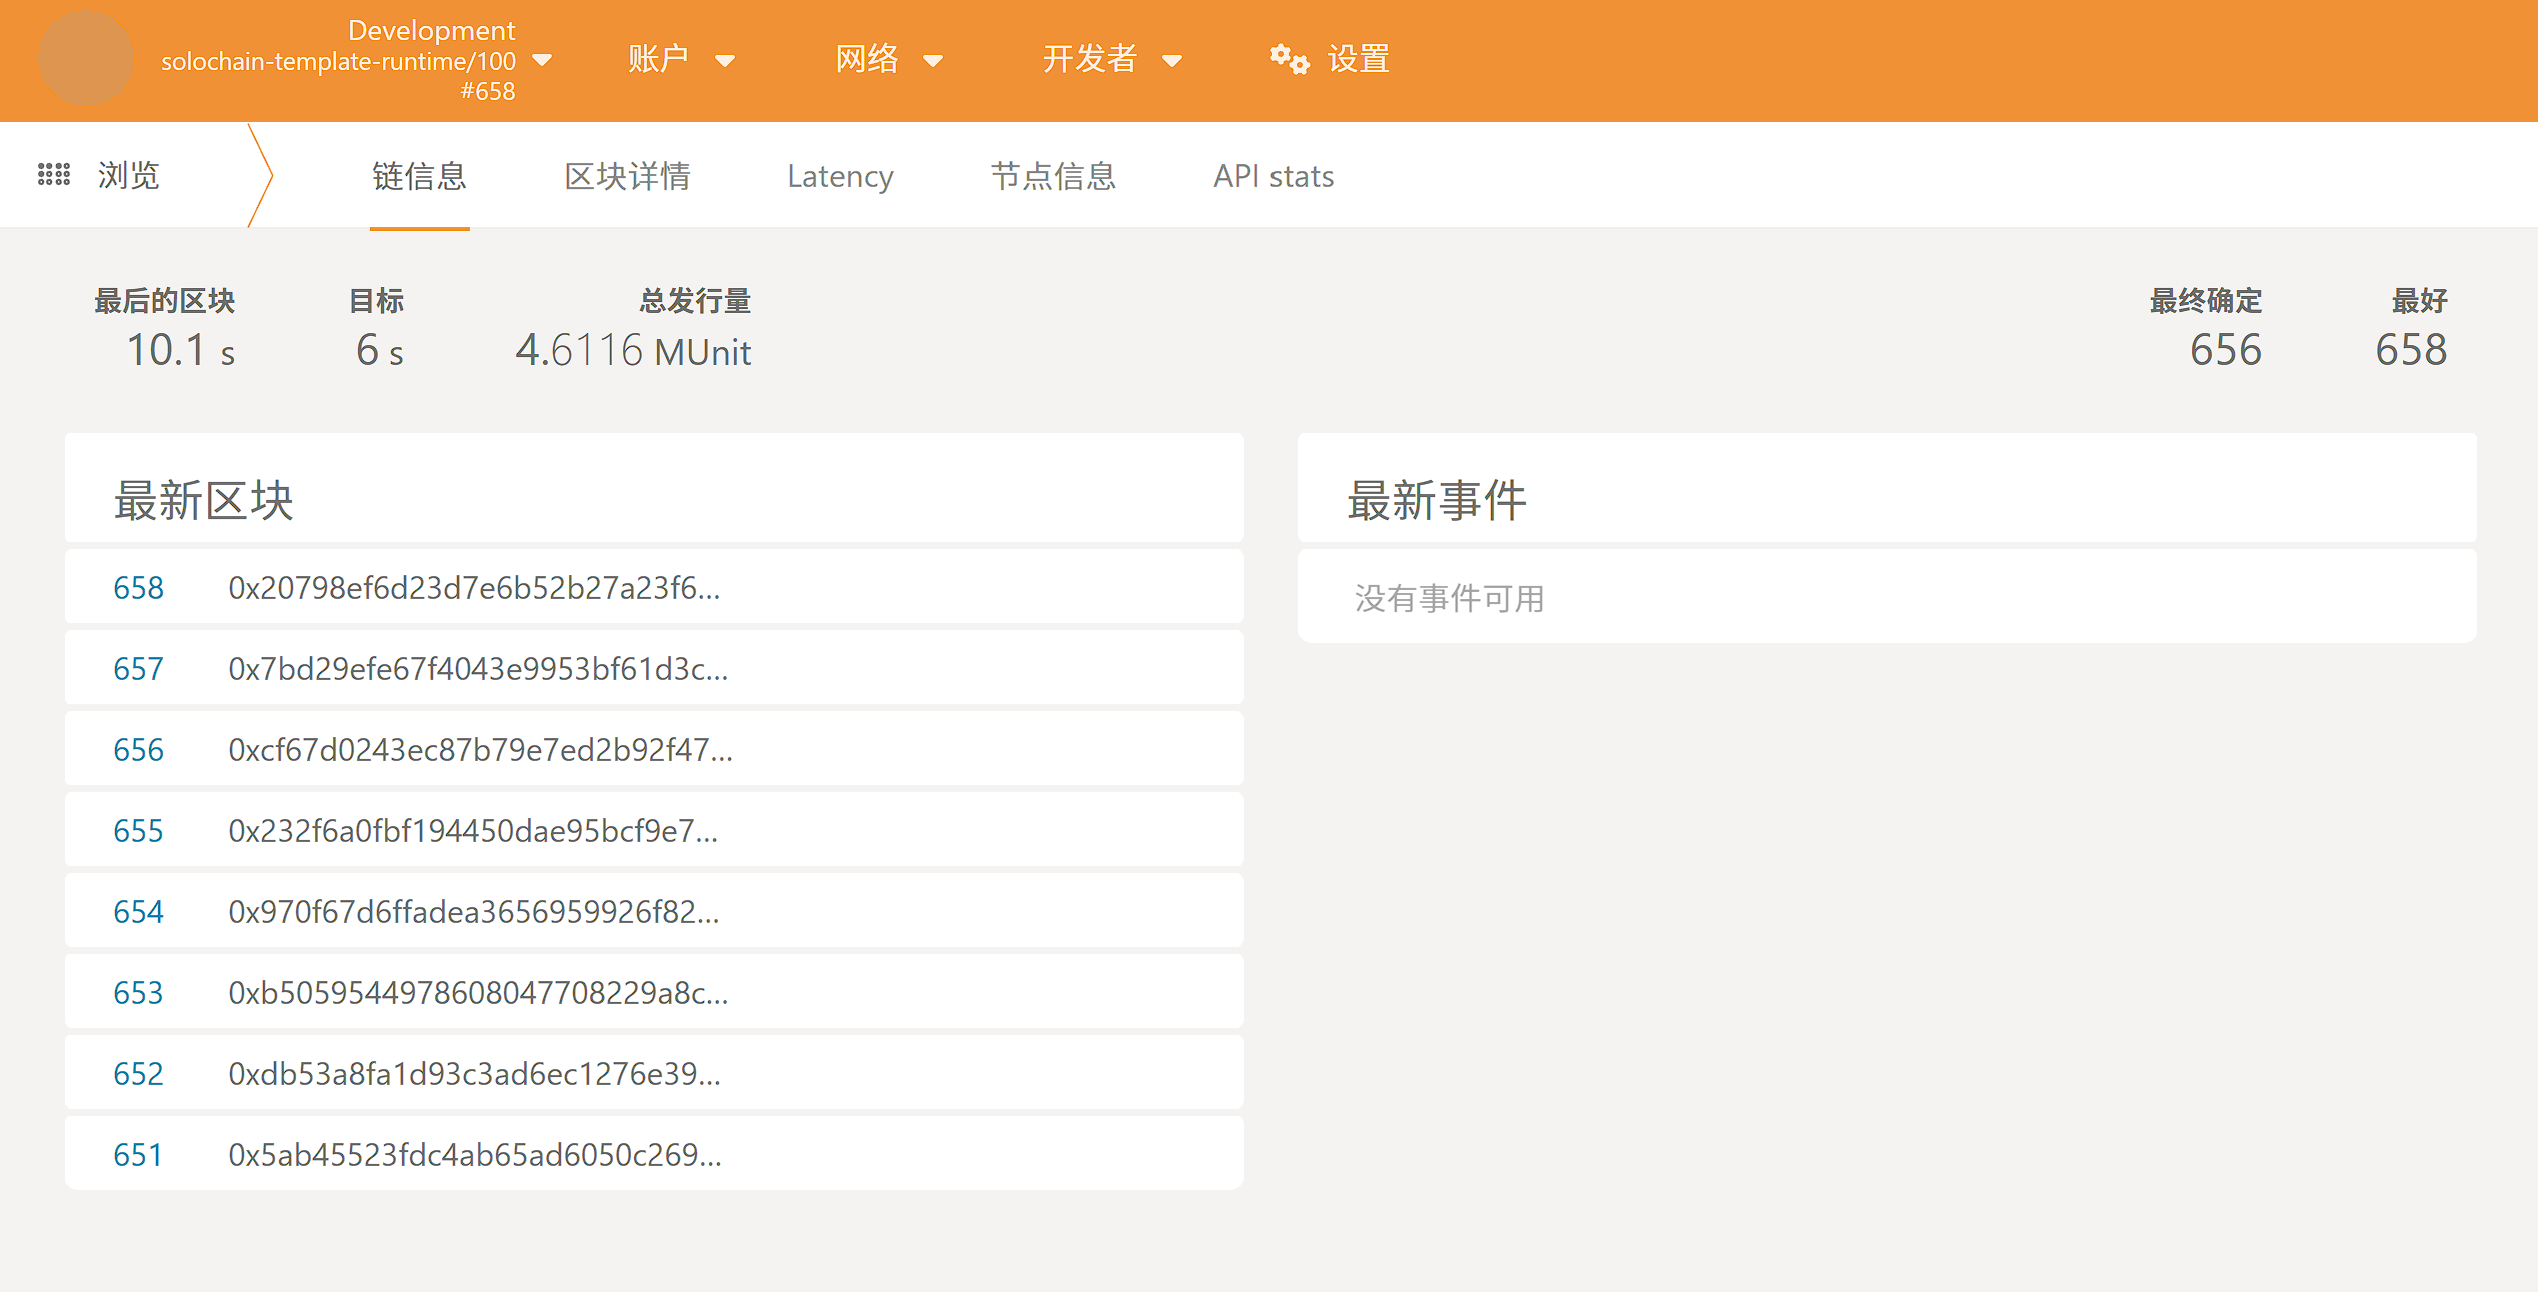 Development
solochain-template-runtime/100
#658
账户
网络
开发者
设置
浏览
链信息
区块详情
Latency
节点信息
API stats
最后的区块
10.1 s
目标
6 s
总发行量
4.6116 MUnit
最终确定
656
最好
658
最新区块
658 0x20798ef6d23d7e6b52b27a23f6...
657 0x7bd29efe67f4043e9953bf61d3c...
656 0xcf67d0243ec87b79e7ed2b92f47...
655 0x232f6a0fbf194450dae95bcf9e7...
654 0x970f67d6ffadea3656959926f82...
653 0xb5059544978608047708229a8c...
652 0xdb53a8fa1d93c3ad6ec1276e39...
651 0x5ab45523fdc4ab65ad6050c269...
最新事件
没有事件可用